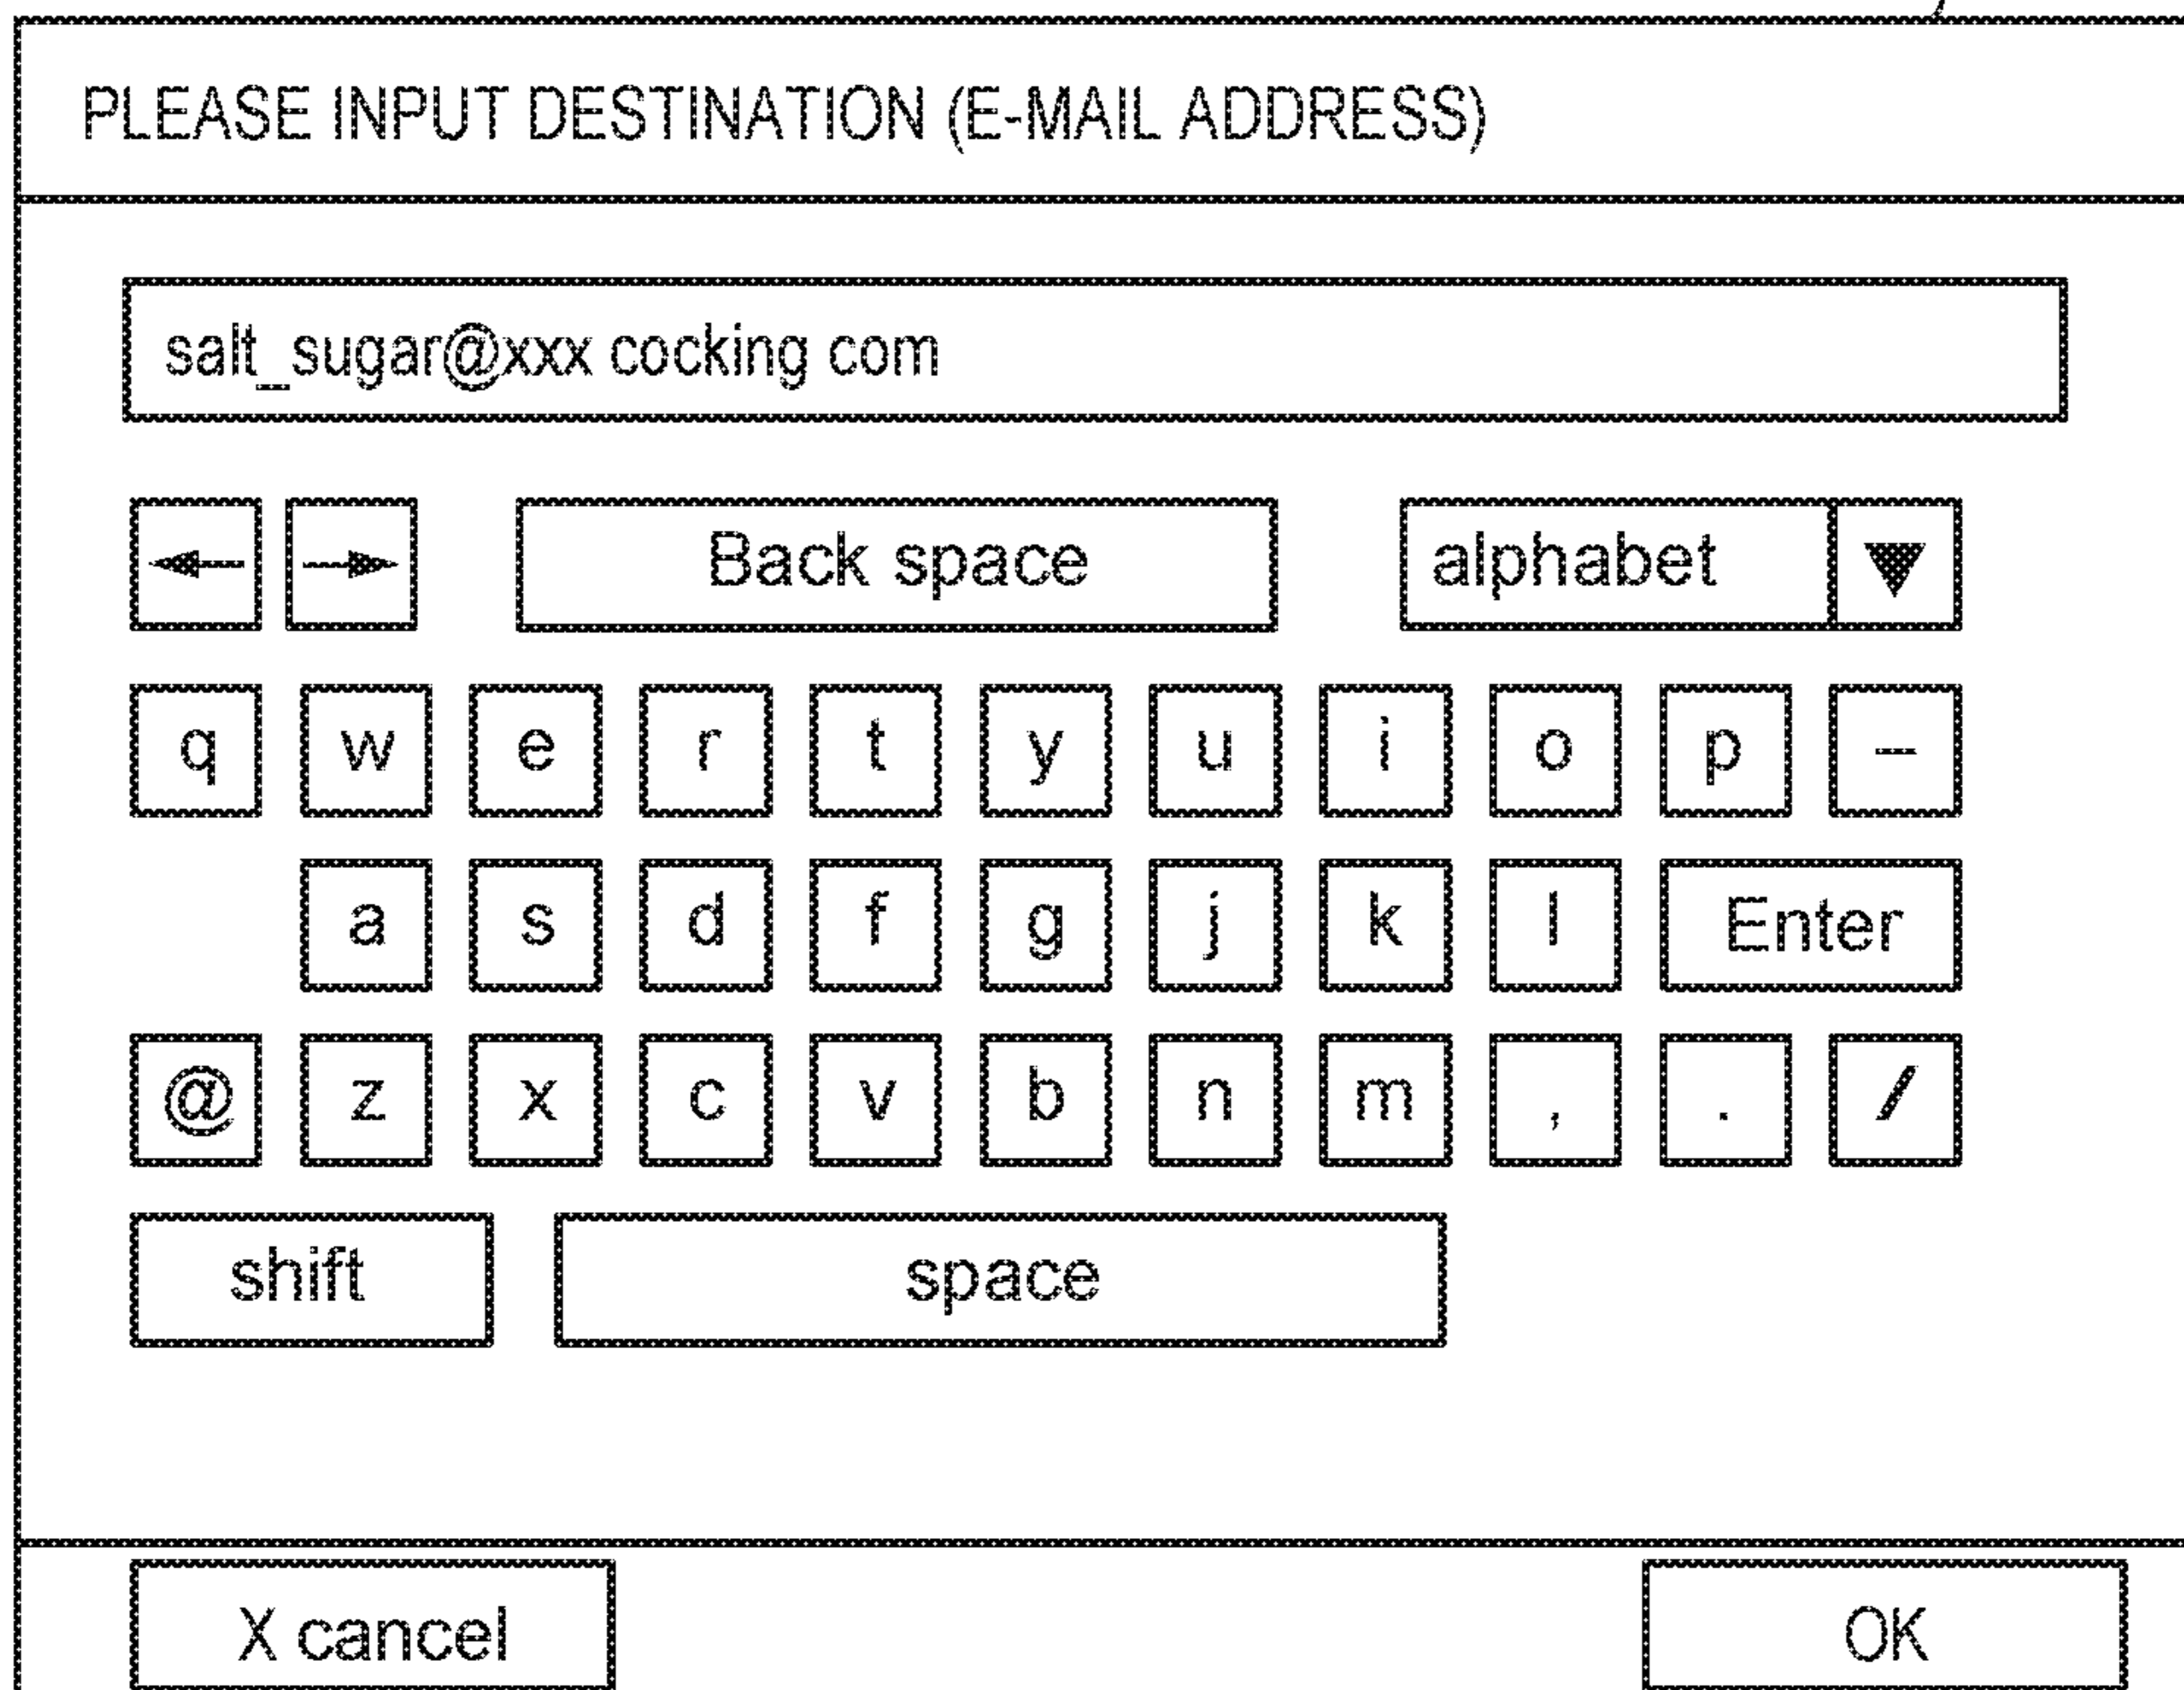 PLEASE INPUT DESTINATION (E-MAIL ADDRESS)
salt_sugar@xxx cocking com
← → Back space alphabet ▼
q w e r t y u i o p –
a s d f g j k l Enter
@ z x c v b n m , . /
shift space
X cancel OK